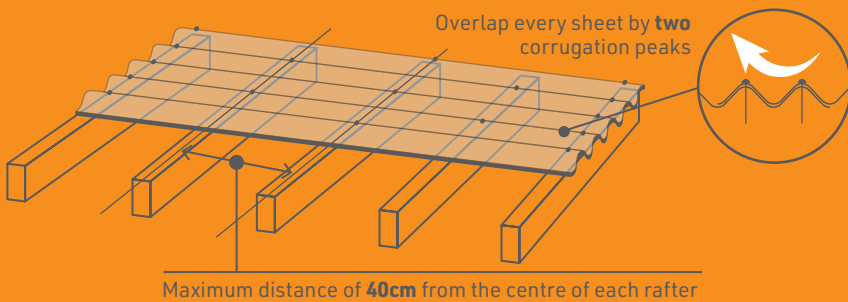 Overlap every sheet by two
corrugation peaks
Maximum distance of 40cm from the centre of each rafter